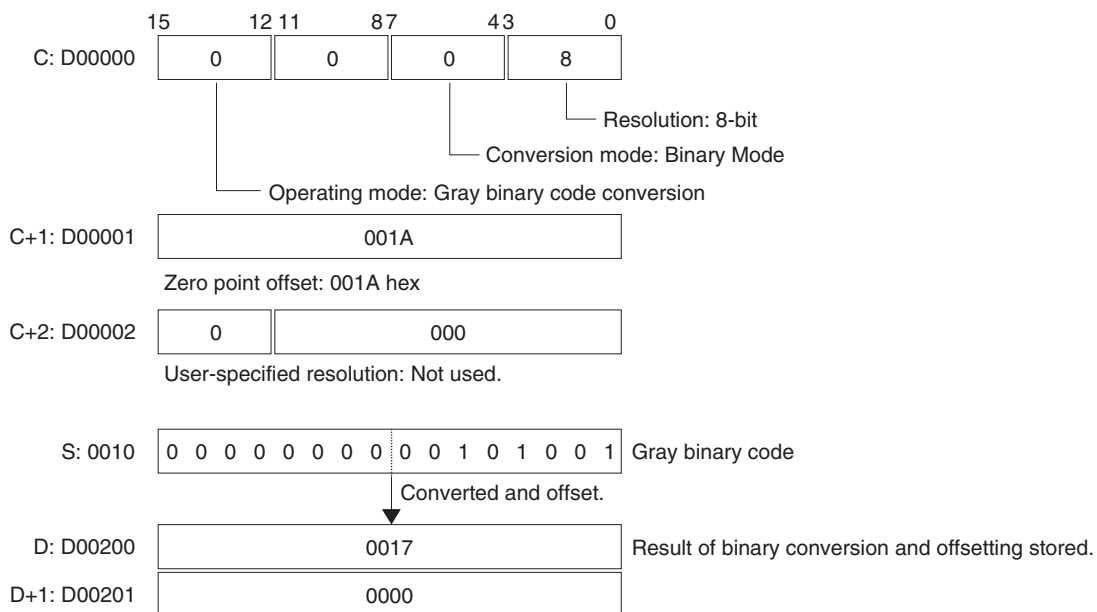 15 12 11 8 7 4 3 0
C: D00000 0 0 0 8
Resolution: 8-bit
Conversion mode: Binary Mode
Operating mode: Gray binary code conversion
C+1: D00001 001A
Zero point offset: 001A hex
C+2: D00002 0 000
User-specified resolution: Not used.
S: 0010 0 0 0 0 0 0 0 0 0 0 1 0 1 0 0 1 Gray binary code
Converted and offset.
D: D00200 0017 Result of binary conversion and offsetting stored.
D+1: D00201 0000